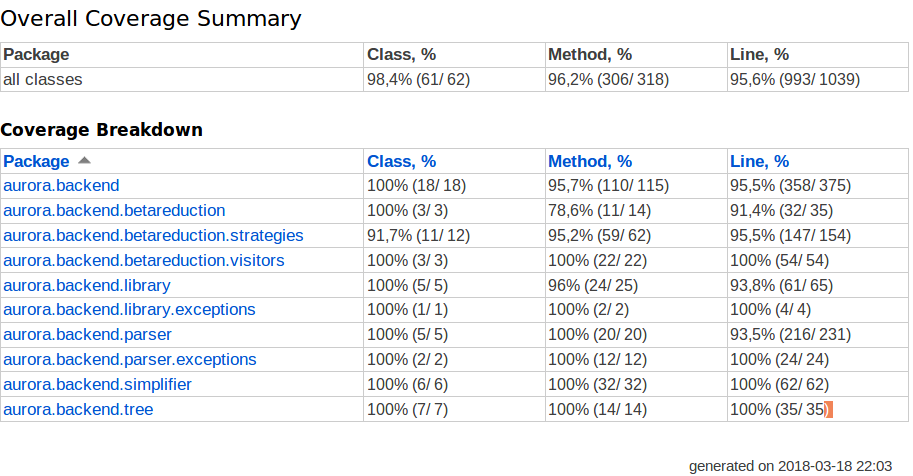 Overall Coverage Summary
Package Class, % Method, % Line, %
all classes 98,4% (61/ 62) 96,2% (306/ 318) 95,6% (993/ 1039)
Coverage Breakdown
Package Class, % Method, % Line, %
aurora.backend 100% (18/ 18) 95,7% (110/ 115) 95,5% (358/ 375)
aurora.backend.betareduction 100% (3/ 3) 78,6% (11/ 14) 91,4% (32/ 35)
aurora.backend.betareduction.strategies 91,7% (11/ 12) 95,2% (59/ 62) 95,5% (147/ 154)
aurora.backend.betareduction.visitors 100% (3/ 3) 100% (22/ 22) 100% (54/ 54)
aurora.backend.library 100% (5/ 5) 96% (24/ 25) 93,8% (61/ 65)
aurora.backend.library.exceptions 100% (1/ 1) 100% (2/ 2) 100% (4/ 4)
aurora.backend.parser 100% (5/ 5) 100% (20/ 20) 93,5% (216/ 231)
aurora.backend.parser.exceptions 100% (2/ 2) 100% (12/ 12) 100% (24/ 24)
aurora.backend.simplifier 100% (6/ 6) 100% (32/ 32) 100% (62/ 62)
aurora.backend.tree 100% (7/ 7) 100% (14/ 14) 100% (35/ 35)
generated on 2018-03-18 22:03